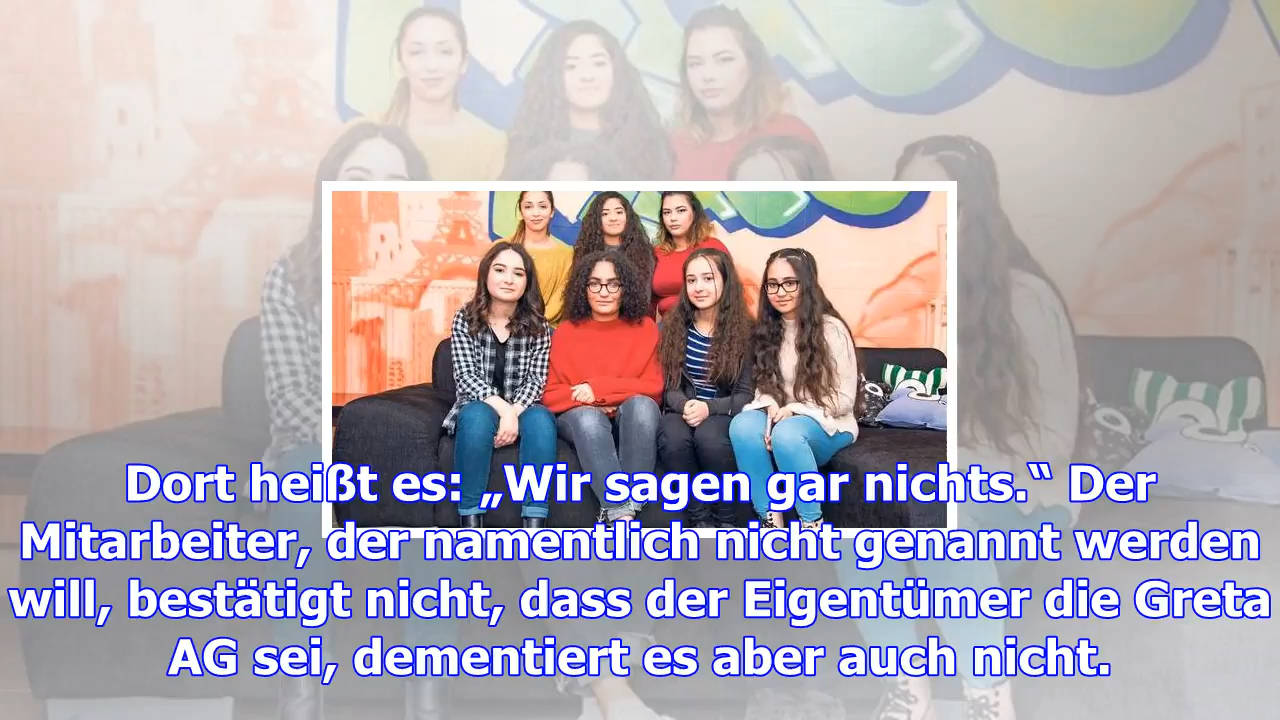 Dort heißt es: „Wir sagen gar nichts.“ Der
Mitarbeiter, der namentlich nicht genannt werden
will, bestätigt nicht, dass der Eigentümer die Greta
AG sei, dementiert es aber auch nicht.